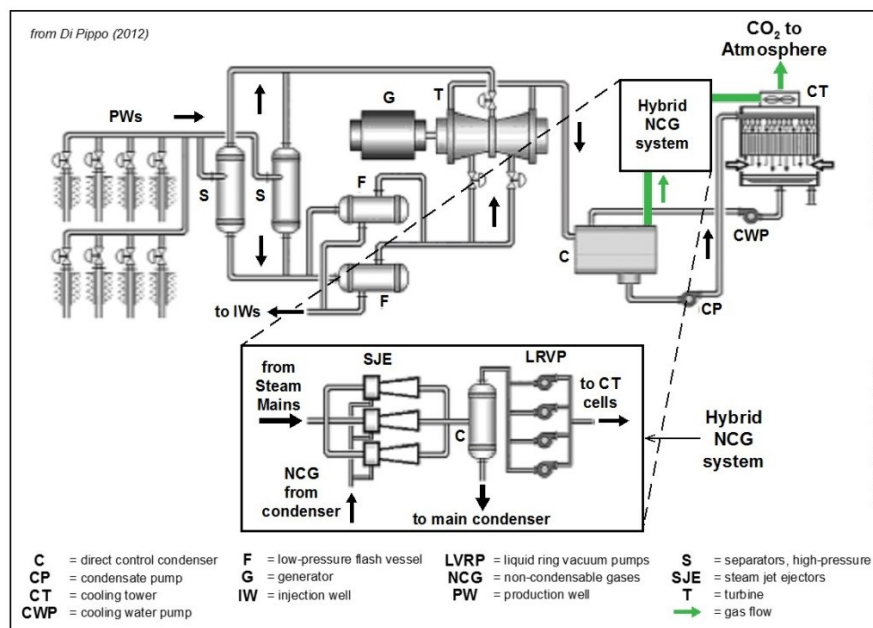 from Di Pippo (2012)
CO₂ to
Atmosphere
PWs
G
T
CT
Hybrid
NCG
system
S
S
F
F
C
CWP
CP
to IWs
from
Steam
Mains
SJE
LRVP
to CT
cells
C
NCG
from
condenser
to main condenser
Hybrid
NCG
system
C = direct control condenser
CP = condensate pump
CT = cooling tower
CWP = cooling water pump
F = low-pressure flash vessel
G = generator
IW = injection well
LVRP = liquid ring vacuum pumps
NCG = non-condensable gases
PW = production well
S = separators, high-pressure
SJE = steam jet ejectors
T = turbine
= gas flow